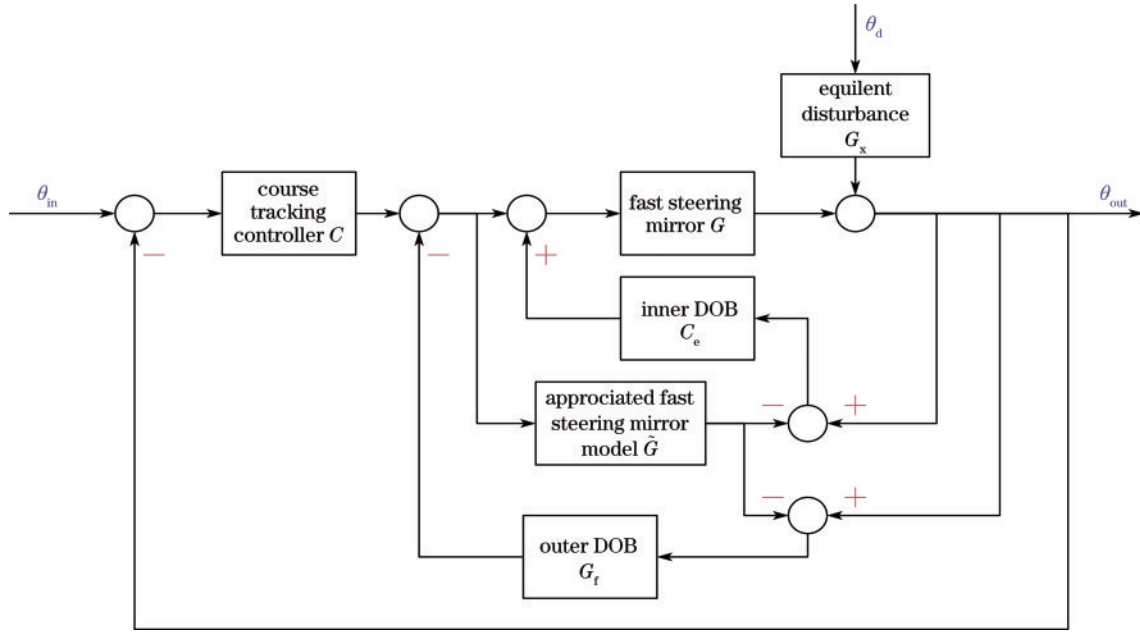 θd
equilent
disturbance
Gx
θin
course
tracking
controller C
fast steering
mirror G
θout
−
−
+
inner DOB
Ce
approciated fast
steering mirror
model G̃
−
+
−
+
outer DOB
Gf